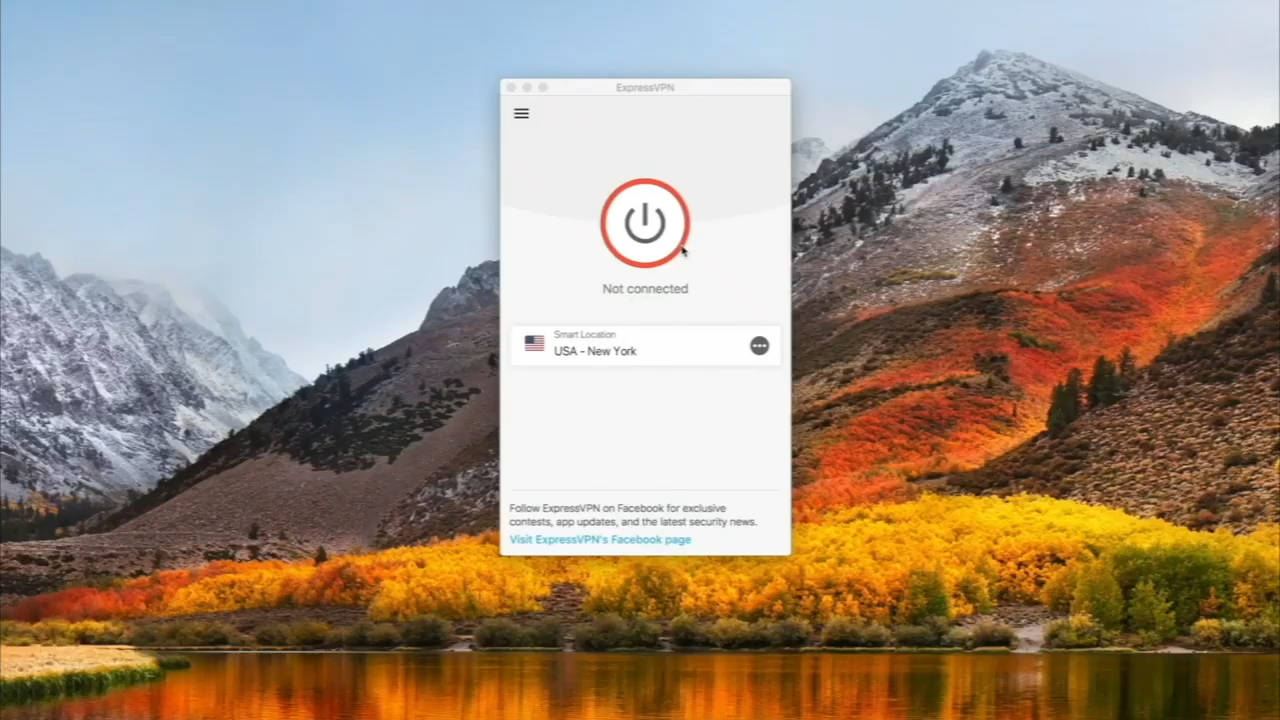 ExpressVPN
Not connected
Smart Location
USA - New York
Follow ExpressVPN on Facebook for exclusive
contests, app updates, and the latest security news.
Visit ExpressVPN's Facebook page